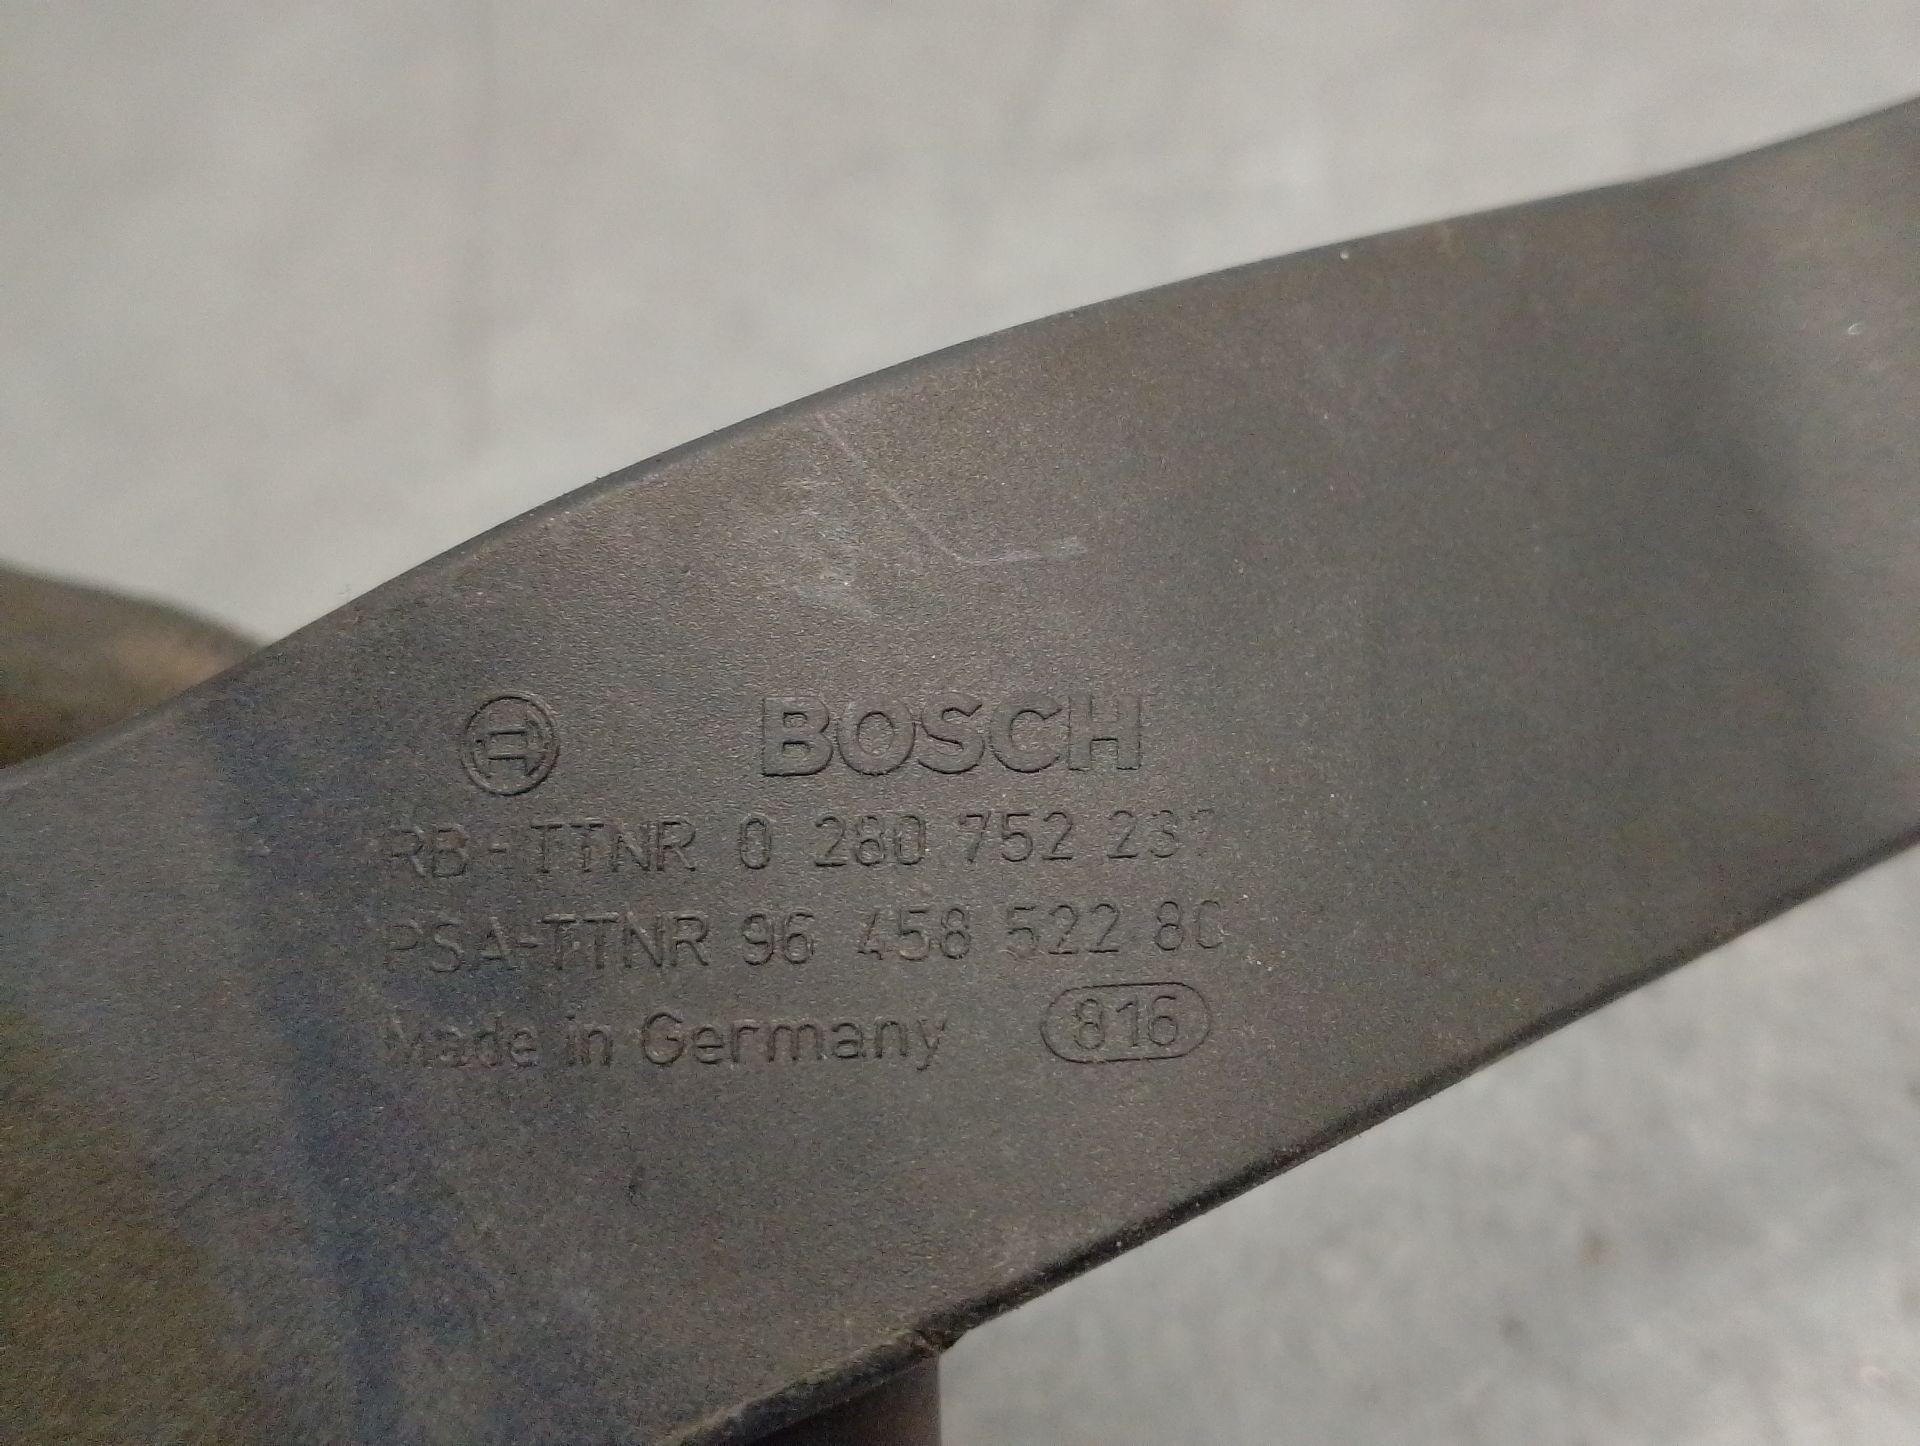 BOSCH
RB-TTNR 0 280 752 237
PSA-TTNR 96 458 522 80
Made in Germany 816